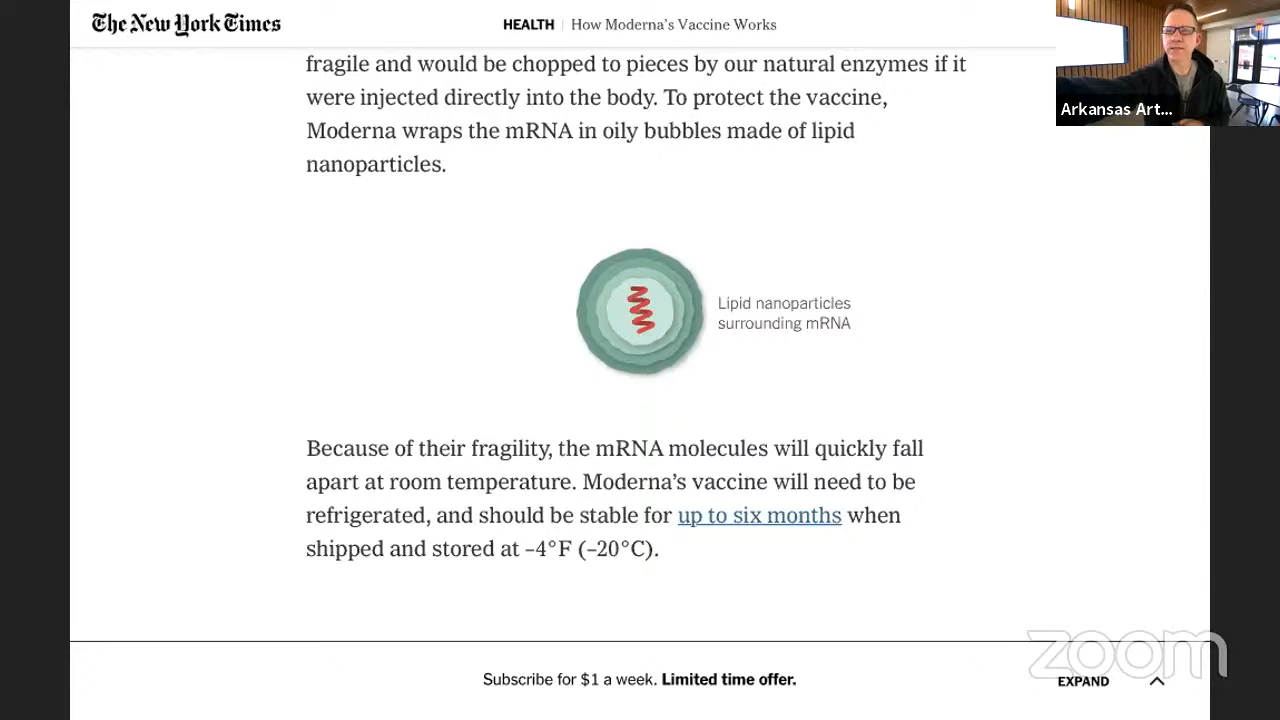 The New York Times
HEALTH | How Moderna's Vaccine Works
Arkansas Art...
fragile and would be chopped to pieces by our natural enzymes if it
were injected directly into the body. To protect the vaccine,
Moderna wraps the mRNA in oily bubbles made of lipid
nanoparticles.
Lipid nanoparticles
surrounding mRNA
Because of their fragility, the mRNA molecules will quickly fall
apart at room temperature. Moderna's vaccine will need to be
refrigerated, and should be stable for up to six months when
shipped and stored at –4°F (–20°C).
zoom
Subscribe for $1 a week. Limited time offer.
EXPAND